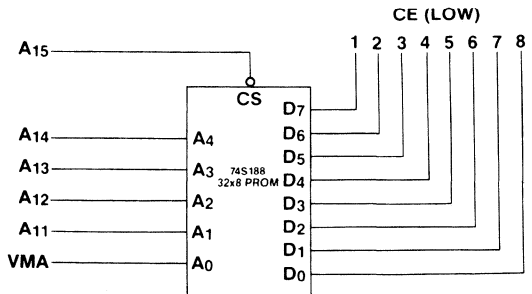 CE (LOW)
1 2 3 4 5 6 7 8
A15
CS
D7
D6
A14 A4
D5
A13 A3
74S188
32x8 PROM
D4
A12 A2
D3
D2
A11 A1
D1
VMA A0
D0